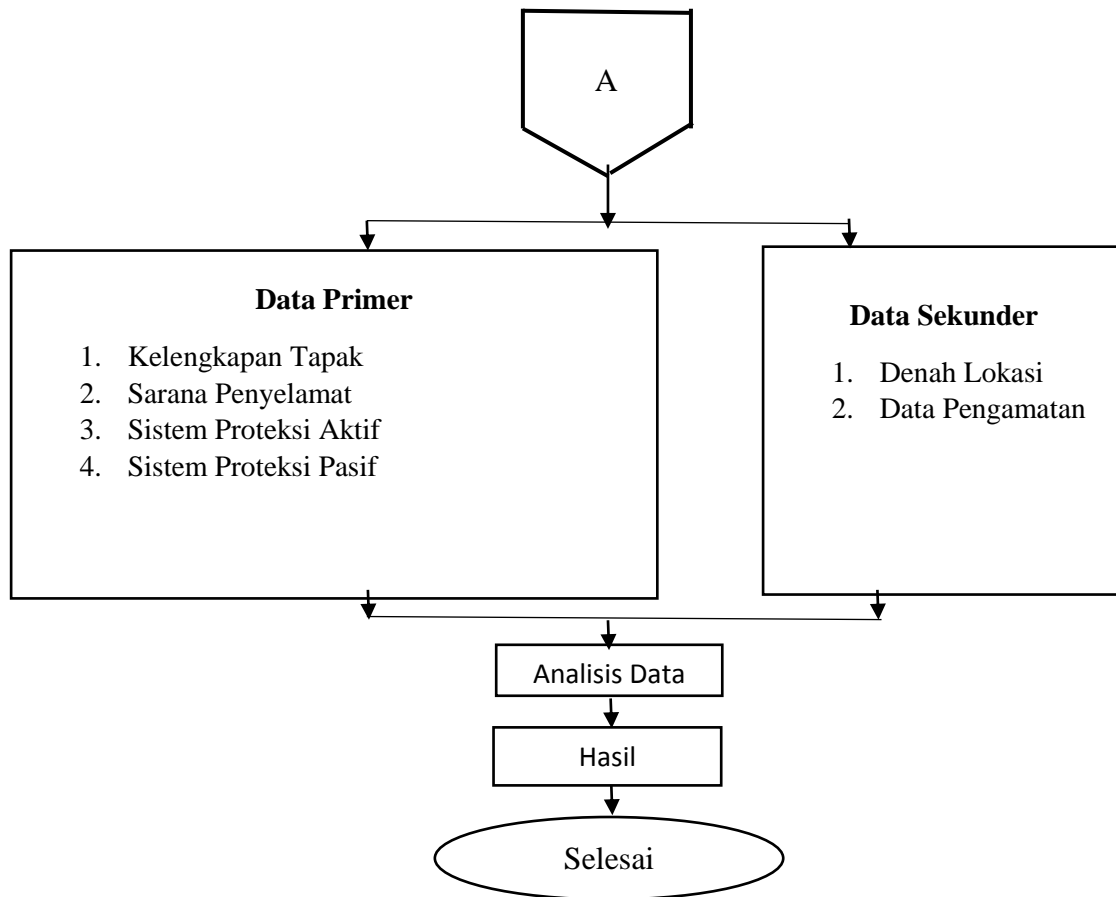 A
Data Primer
1. Kelengkapan Tapak
2. Sarana Penyelamat
3. Sistem Proteksi Aktif
4. Sistem Proteksi Pasif
Data Sekunder
1. Denah Lokasi
2. Data Pengamatan
Analisis Data
Hasil
Selesai